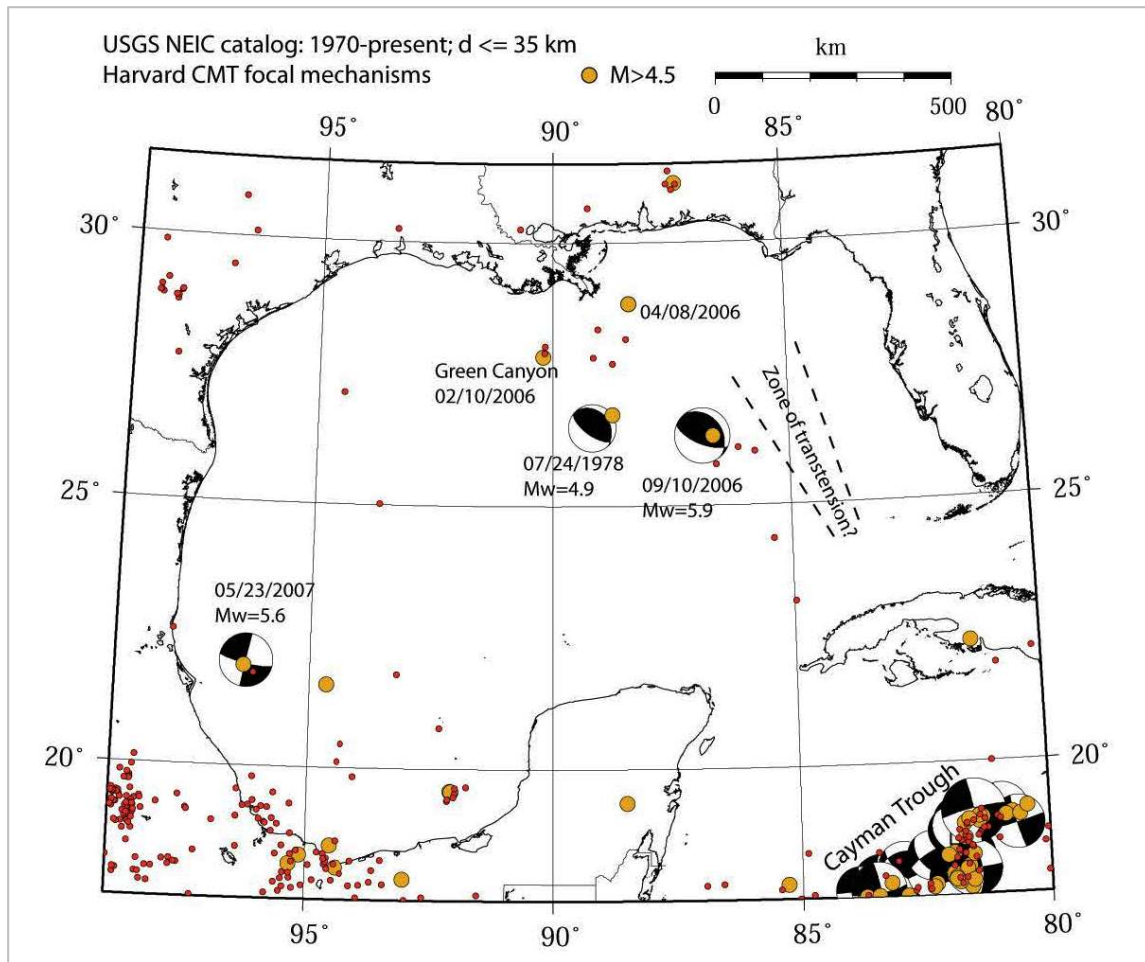 USGS NEIC catalog: 1970-present; d <= 35 km
km
Harvard CMT focal mechanisms
M>4.5
0
500
95°
90°
85°
80°
30°
30°
04/08/2006
Green Canyon
02/10/2006
Zone of transtension?
07/24/1978
Mw=4.9
09/10/2006
Mw=5.9
25°
25°
05/23/2007
Mw=5.6
20°
20°
Cayman Trough
95°
90°
85°
80°